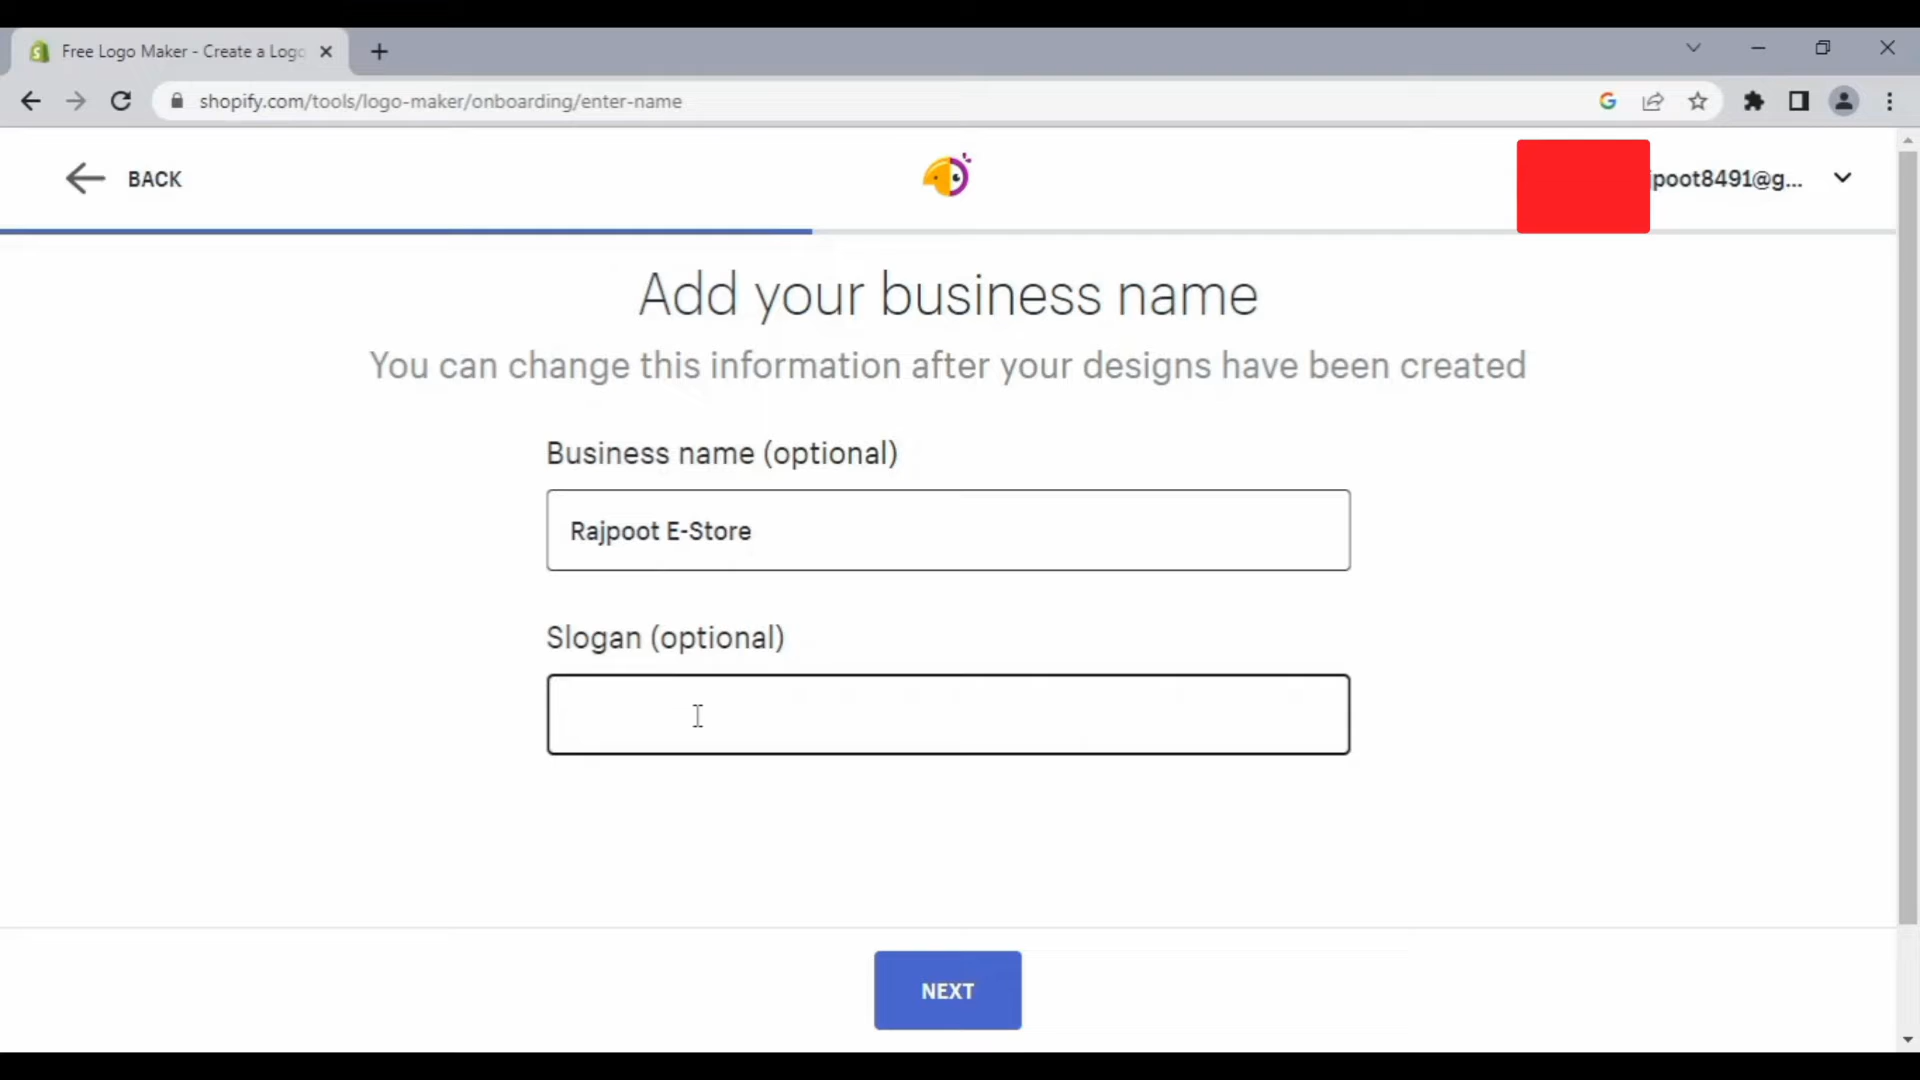 Free Logo Maker - Create a Logo
shopify.com/tools/logo-maker/onboarding/enter-name
BACK
poot8491@g...
Add your business name
You can change this information after your designs have been created
Business name (optional)
Rajpoot E-Store
Slogan (optional)
NEXT